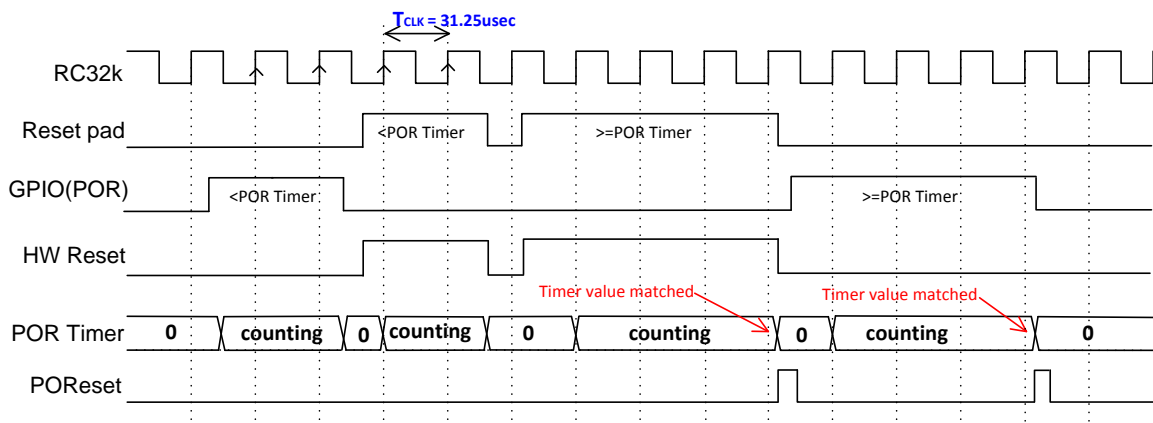 TCLK = 31.25usec
RC32k
Reset pad
<POR Timer
>=POR Timer
GPIO(POR)
<POR Timer
>=POR Timer
HW Reset
Timer value matched
Timer value matched
POR Timer
0
counting
0
counting
0
counting
0
counting
0
POReset